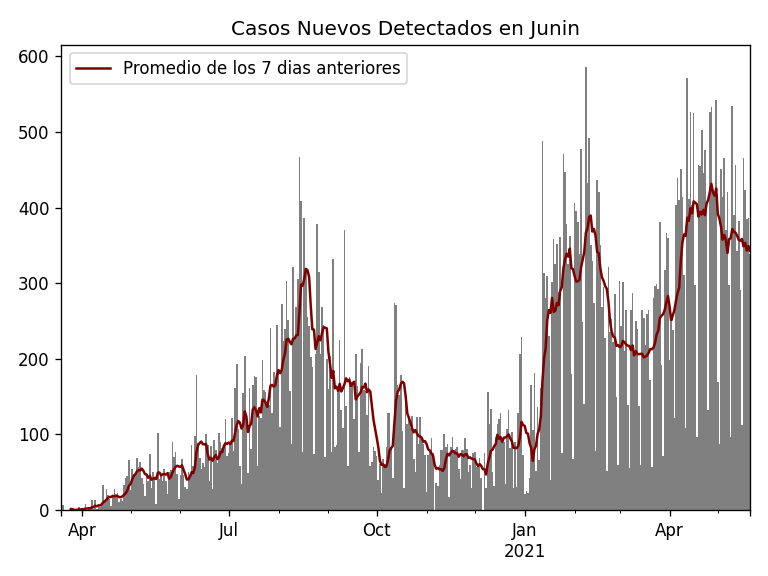 Casos Nuevos Detectados en Junin
Promedio de los 7 dias anteriores
600
500
400
300
200
100
0
Apr
Jul
Oct
Jan
2021
Apr